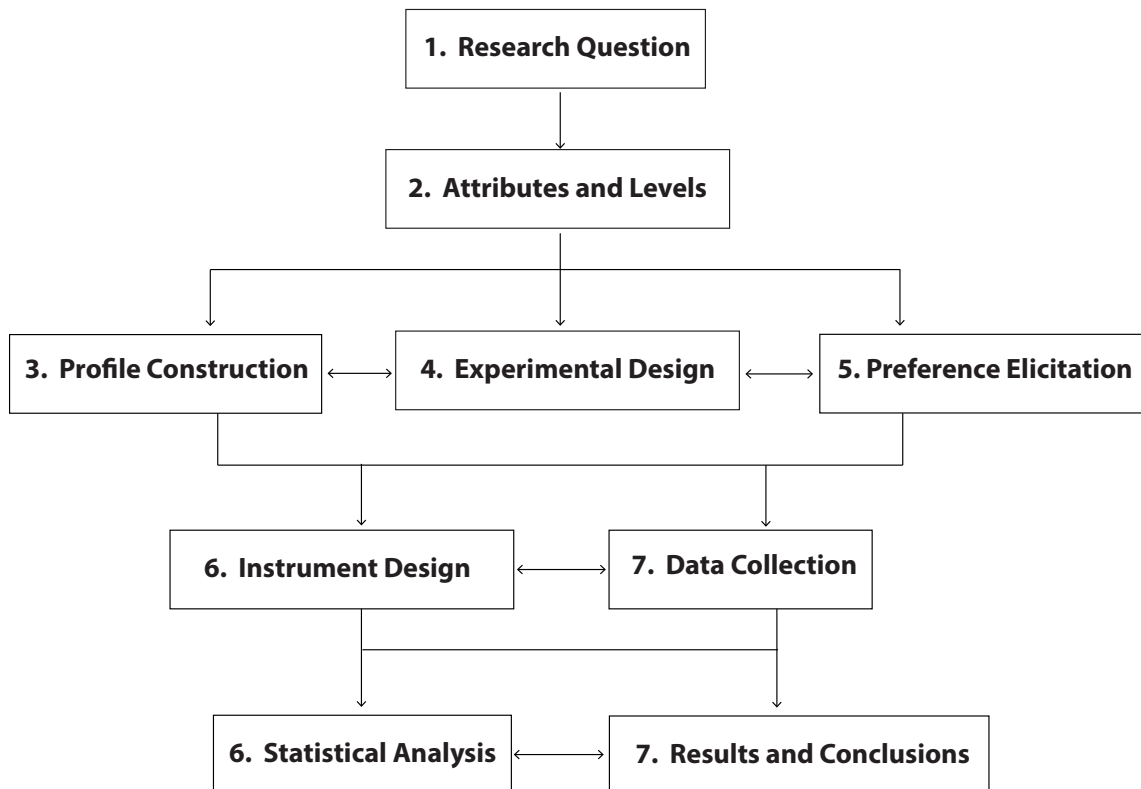 1. Research Question
2. Attributes and Levels
3. Profile Construction
4. Experimental Design
5. Preference Elicitation
6. Instrument Design
7. Data Collection
6. Statistical Analysis
7. Results and Conclusions